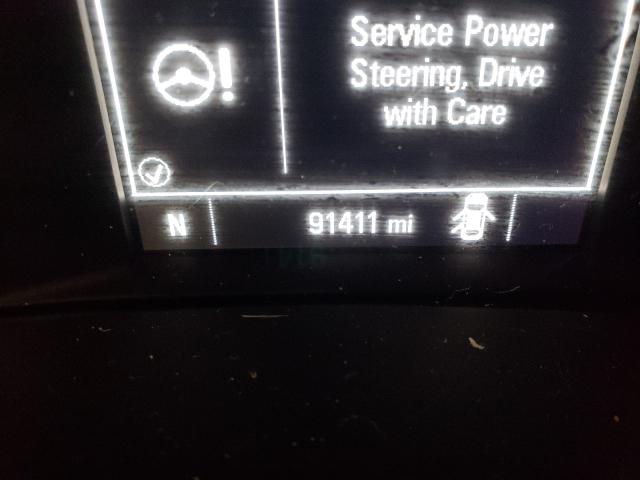 Service Power
Steering, Drive
with Care
N
91411 mi